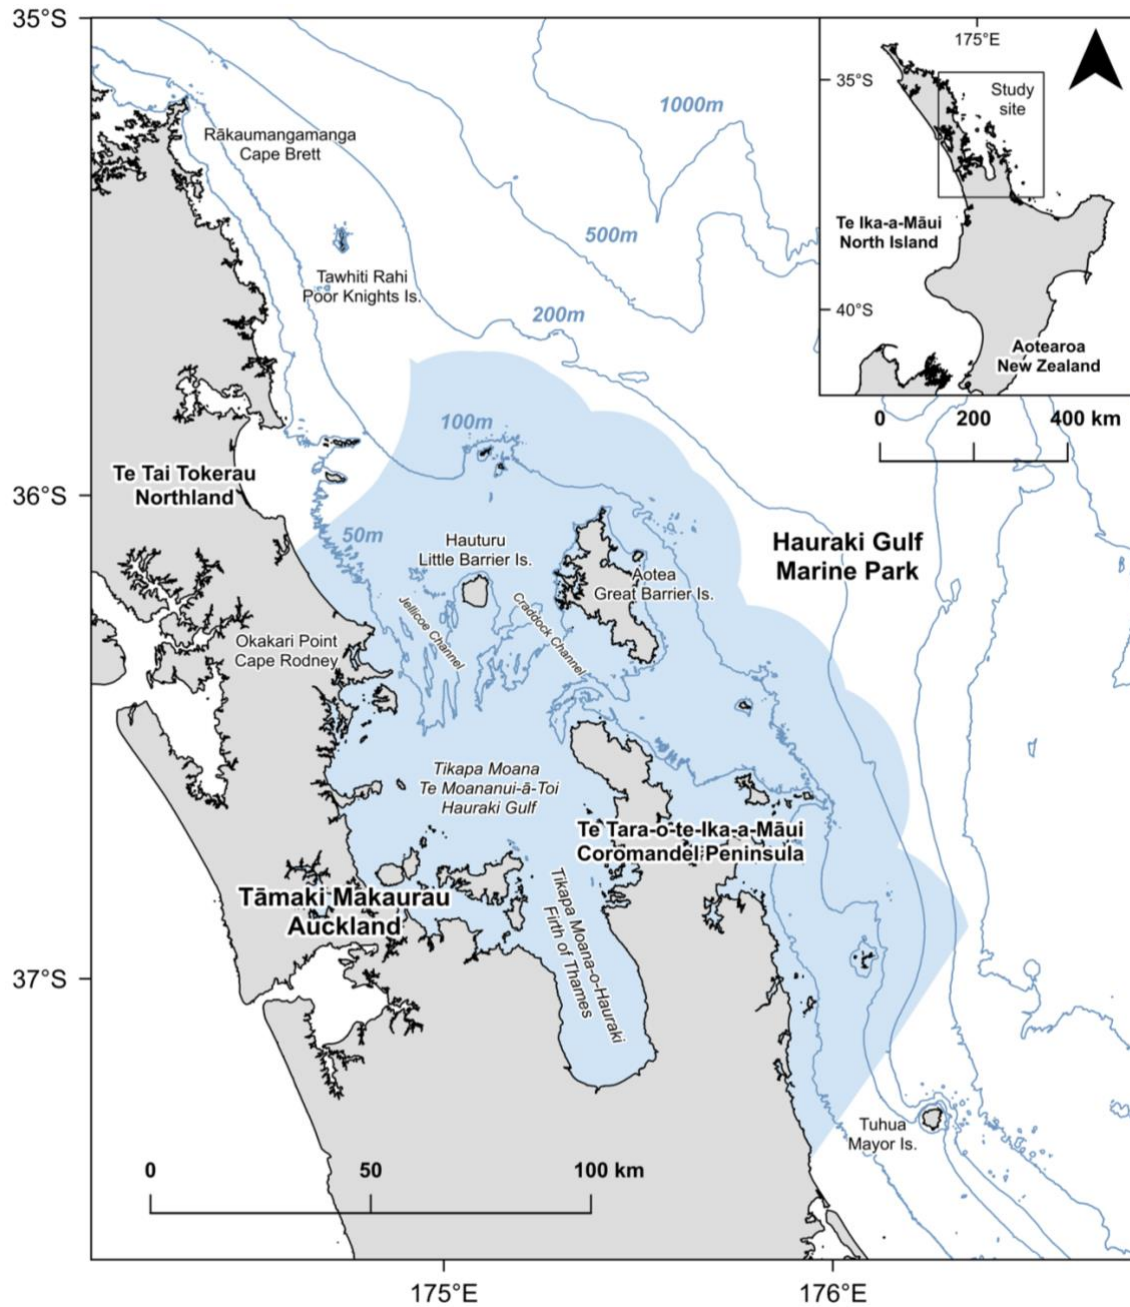 35°S
1000m
175°E
35°S
Study
site
Rākaumangamanga
Cape Brett
500m
Te Ika-a-Māui
North Island
Tawhiti Rahi
Poor Knights Is.
200m
40°S
Aotearoa
New Zealand
0 200 400 km
100m
Te Tai Tokerau
Northland
36°S
50m
Hauturu
Little Barrier Is.
Hauraki Gulf
Marine Park
Aotea
Great Barrier Is.
Jellicoe Channel
Craddock Channel
Okakari Point
Cape Rodney
Tikapa Moana
Te Moananui-ā-Toi
Hauraki Gulf
Te Tara-o-te-Ika-a-Māui
Coromandel Peninsula
Tāmaki Makaurau
Auckland
Tikapa Moana-o-Hauraki
Firth of Thames
37°S
Tuhua
Mayor Is.
0 50 100 km
175°E 176°E